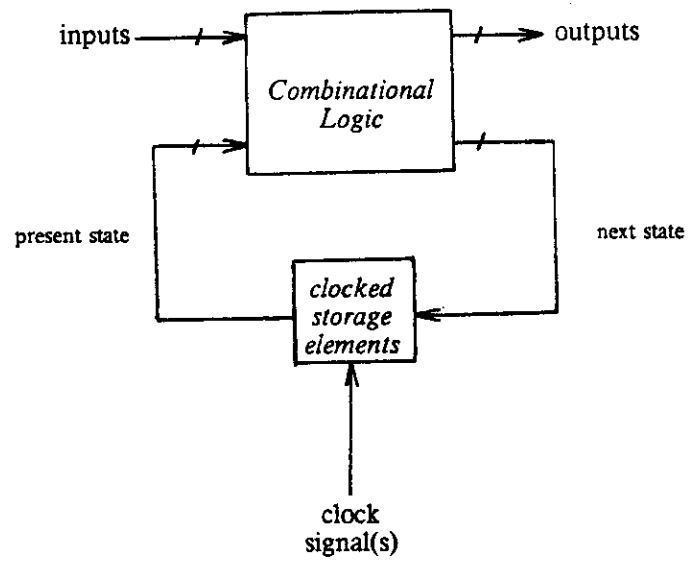 inputs
outputs
Combinational
Logic
present state
next state
clocked
storage
elements
clock
signal(s)